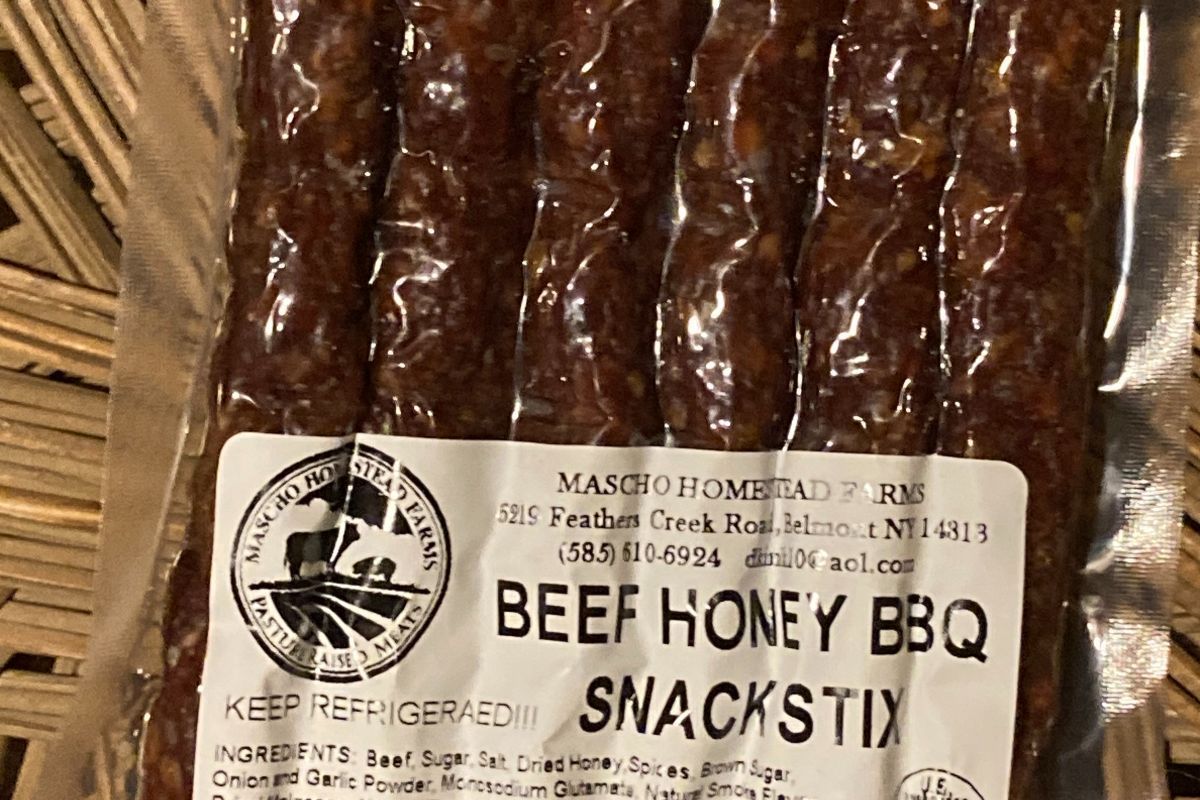 MASCHO HOMESTEAD FARMS
PASTURE RAISED MEATS
MASCHO HOMESTEAD FARMS
5219 Feathers Creek Road, Belmont NY 14813
(585) 610-6924 aol.com
BEEF HONEY BBQ
SNACKSTIX
KEEP REFRIGERAED!!!
INGREDIENTS: Beef, Sugar, Salt, Dried Honey, Spices, Brown Sugar,
Onion and Garlic Powder, Monosodium Glutamate, Natural Smoke
J.E.